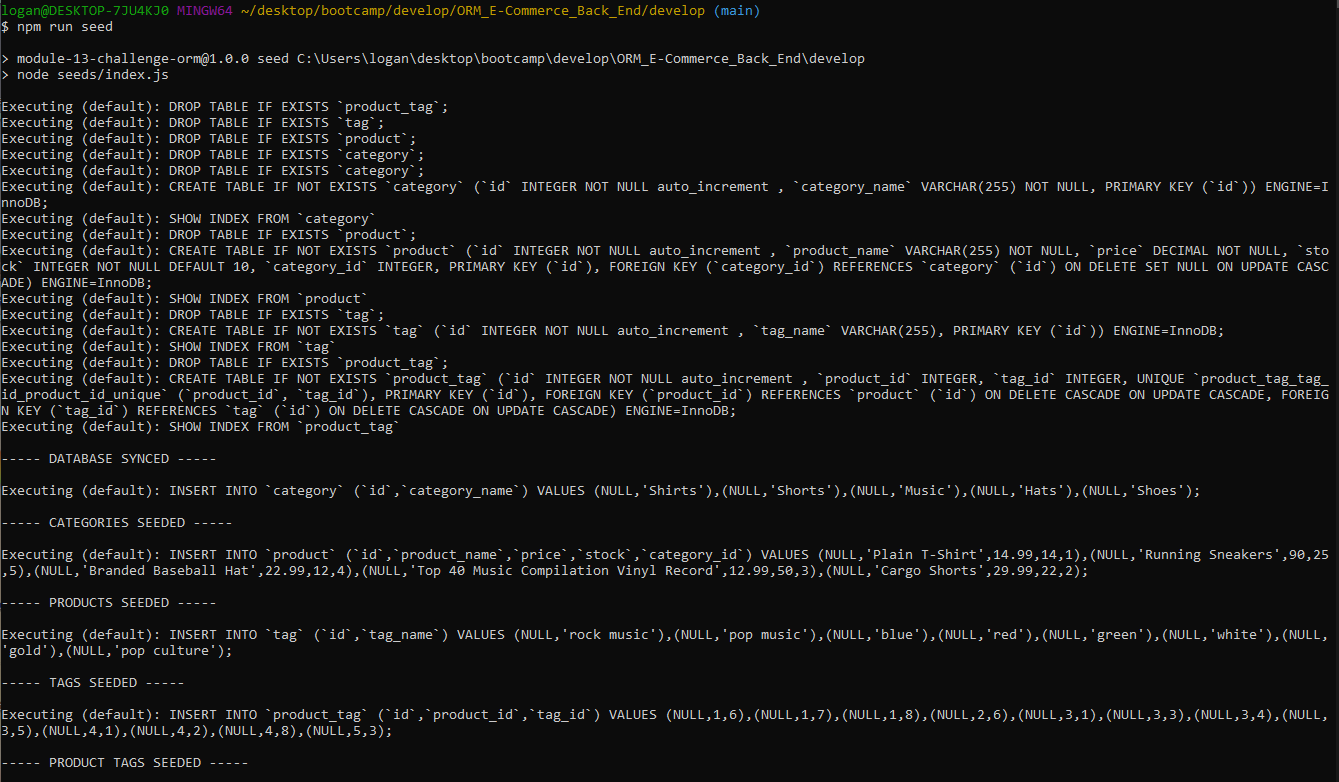 logan@DESKTOP-7JU4KJ0 MINGW64 ~/desktop/bootcamp/develop/ORM_E-Commerce_Back_End/develop (main)
$ npm run seed

> module-13-challenge-orm@1.0.0 seed C:\Users\logan\desktop\bootcamp\develop\ORM_E-Commerce_Back_End\develop
> node seeds/index.js

Executing (default): DROP TABLE IF EXISTS `product_tag`;
Executing (default): DROP TABLE IF EXISTS `tag`;
Executing (default): DROP TABLE IF EXISTS `product`;
Executing (default): DROP TABLE IF EXISTS `category`;
Executing (default): DROP TABLE IF EXISTS `category`;
Executing (default): CREATE TABLE IF NOT EXISTS `category` (`id` INTEGER NOT NULL auto_increment , `category_name` VARCHAR(255) NOT NULL, PRIMARY KEY (`id`)) ENGINE=I
nnoDB;
Executing (default): SHOW INDEX FROM `category`
Executing (default): DROP TABLE IF EXISTS `product`;
Executing (default): CREATE TABLE IF NOT EXISTS `product` (`id` INTEGER NOT NULL auto_increment , `product_name` VARCHAR(255) NOT NULL, `price` DECIMAL NOT NULL, `sto
ck` INTEGER NOT NULL DEFAULT 10, `category_id` INTEGER, PRIMARY KEY (`id`), FOREIGN KEY (`category_id`) REFERENCES `category` (`id`) ON DELETE SET NULL ON UPDATE CASC
ADE) ENGINE=InnoDB;
Executing (default): SHOW INDEX FROM `product`
Executing (default): DROP TABLE IF EXISTS `tag`;
Executing (default): CREATE TABLE IF NOT EXISTS `tag` (`id` INTEGER NOT NULL auto_increment , `tag_name` VARCHAR(255), PRIMARY KEY (`id`)) ENGINE=InnoDB;
Executing (default): SHOW INDEX FROM `tag`
Executing (default): DROP TABLE IF EXISTS `product_tag`;
Executing (default): CREATE TABLE IF NOT EXISTS `product_tag` (`id` INTEGER NOT NULL auto_increment , `product_id` INTEGER, `tag_id` INTEGER, UNIQUE `product_tag_tag_
id_product_id_unique` (`product_id`, `tag_id`), PRIMARY KEY (`id`), FOREIGN KEY (`product_id`) REFERENCES `product` (`id`) ON DELETE CASCADE ON UPDATE CASCADE, FOREIG
N KEY (`tag_id`) REFERENCES `tag` (`id`) ON DELETE CASCADE ON UPDATE CASCADE) ENGINE=InnoDB;
Executing (default): SHOW INDEX FROM `product_tag`

----- DATABASE SYNCED -----

Executing (default): INSERT INTO `category` (`id`,`category_name`) VALUES (NULL,'Shirts'),(NULL,'Shorts'),(NULL,'Music'),(NULL,'Hats'),(NULL,'Shoes');

----- CATEGORIES SEEDED -----

Executing (default): INSERT INTO `product` (`id`,`product_name`,`price`,`stock`,`category_id`) VALUES (NULL,'Plain T-Shirt',14.99,14,1),(NULL,'Running Sneakers',90,25
,5),(NULL,'Branded Baseball Hat',22.99,12,4),(NULL,'Top 40 Music Compilation Vinyl Record',12.99,50,3),(NULL,'Cargo Shorts',29.99,22,2);

----- PRODUCTS SEEDED -----

Executing (default): INSERT INTO `tag` (`id`,`tag_name`) VALUES (NULL,'rock music'),(NULL,'pop music'),(NULL,'blue'),(NULL,'red'),(NULL,'green'),(NULL,'white'),(NULL,
'gold'),(NULL,'pop culture');

----- TAGS SEEDED -----

Executing (default): INSERT INTO `product_tag` (`id`,`product_id`,`tag_id`) VALUES (NULL,1,6),(NULL,1,7),(NULL,1,8),(NULL,2,6),(NULL,3,1),(NULL,3,3),(NULL,3,4),(NULL,
3,5),(NULL,4,1),(NULL,4,2),(NULL,4,8),(NULL,5,3);

----- PRODUCT TAGS SEEDED -----